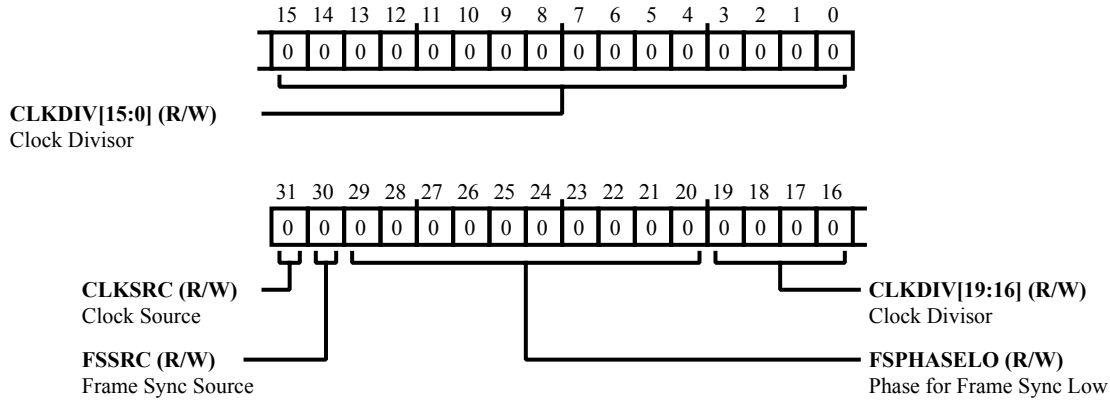 15 14 13 12 11 10 9 8 7 6 5 4 3 2 1 0
0 0 0 0 0 0 0 0 0 0 0 0 0 0 0 0
CLKDIV[15:0] (R/W)
Clock Divisor
31 30 29 28 27 26 25 24 23 22 21 20 19 18 17 16
0 0 0 0 0 0 0 0 0 0 0 0 0 0 0 0
CLKSRC (R/W)
Clock Source
CLKDIV[19:16] (R/W)
Clock Divisor
FSSRC (R/W)
Frame Sync Source
FSPHASELO (R/W)
Phase for Frame Sync Low